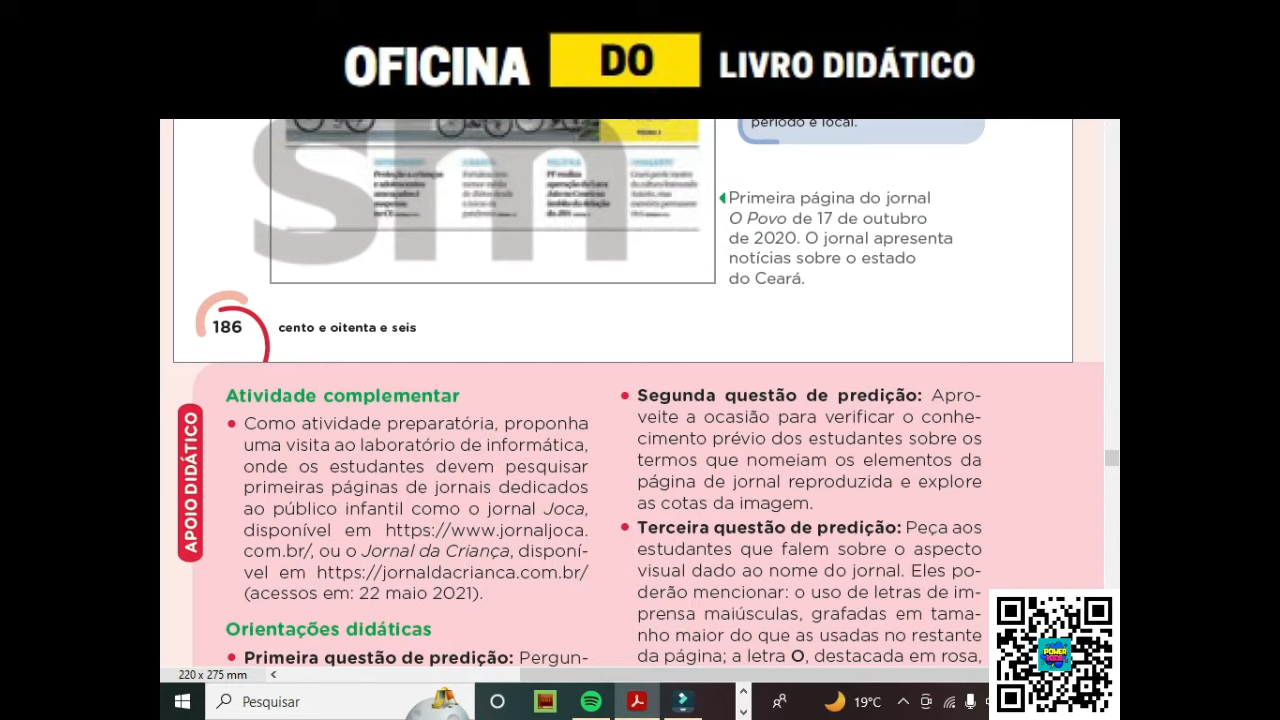 OFICINA DO LIVRO DIDÁTICO
período e local.
sm
Primeira página do jornal
O Povo de 17 de outubro
de 2020. O jornal apresenta
notícias sobre o estado
do Ceará.
186
cento e oitenta e seis
APOIO DIDÁTICO
Atividade complementar
• Como atividade preparatória, proponha
uma visita ao laboratório de informática,
onde os estudantes devem pesquisar
primeiras páginas de jornais dedicados
ao público infantil como o jornal Joca,
disponível em https://www.jornaljoca.
com.br/, ou o Jornal da Criança, disponí-
vel em https://jornaldacrianca.com.br/
(acessos em: 22 maio 2021).
Orientações didáticas
• Primeira questão de predição: Pergun-
• Segunda questão de predição: Apro-
veite a ocasião para verificar o conhe-
cimento prévio dos estudantes sobre os
termos que nomeiam os elementos da
página de jornal reproduzida e explore
as cotas da imagem.
• Terceira questão de predição: Peça aos
estudantes que falem sobre o aspecto
visual dado ao nome do jornal. Eles po-
derão mencionar: o uso de letras de im-
prensa maiúsculas, grafadas em tama-
nho maior do que as usadas no restante
da página; a letra O, destacada em rosa,
220 x 275 mm
Pesquisar
19°C